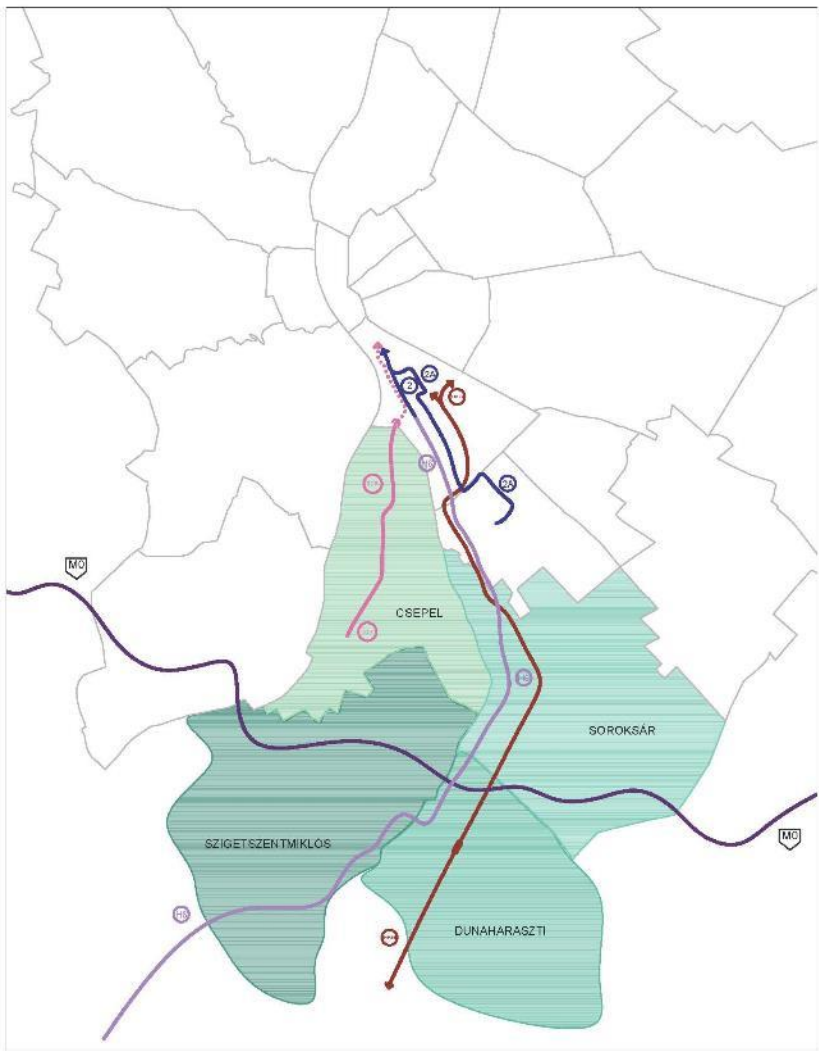 2A
2
H6
2A
M0
CSEPEL
H6
SOROKSÁR
SZIGETSZENTMIKLÓS
M0
H6
DUNAHARASZTI